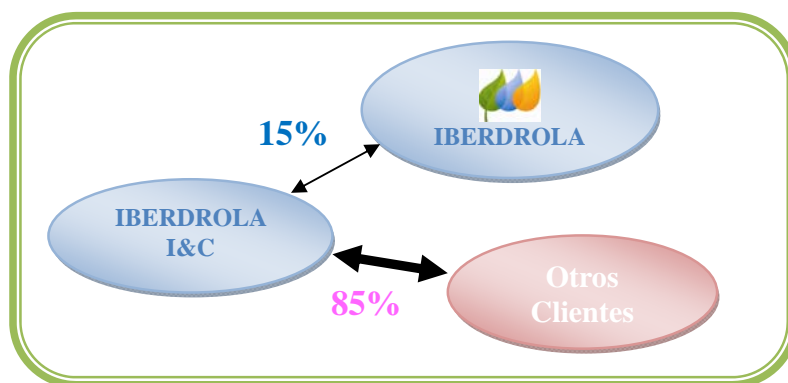 15%
IBERDROLA
IBERDROLA
I&C
85%
Otros
Clientes